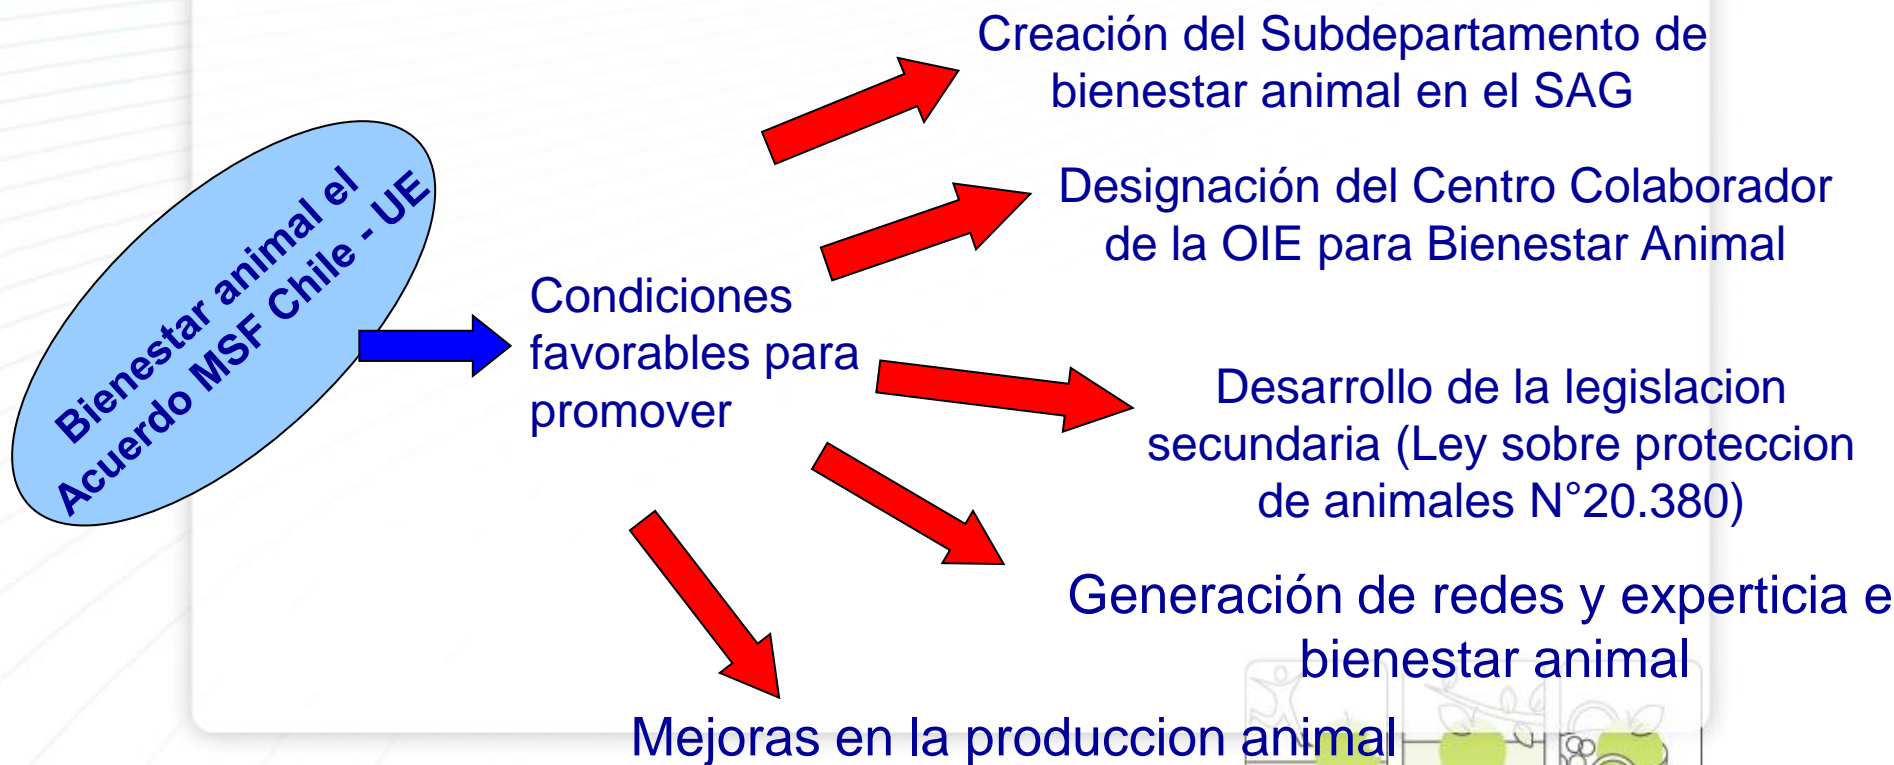 Bienestar animal el
Acuerdo MSF Chile - UE
Condiciones
favorables para
promover
Creación del Subdepartamento de
bienestar animal en el SAG
Designación del Centro Colaborador
de la OIE para Bienestar Animal
Desarrollo de la legislacion
secundaria (Ley sobre proteccion
de animales N°20.380)
Generación de redes y experticia e
bienestar animal
Mejoras en la produccion animal